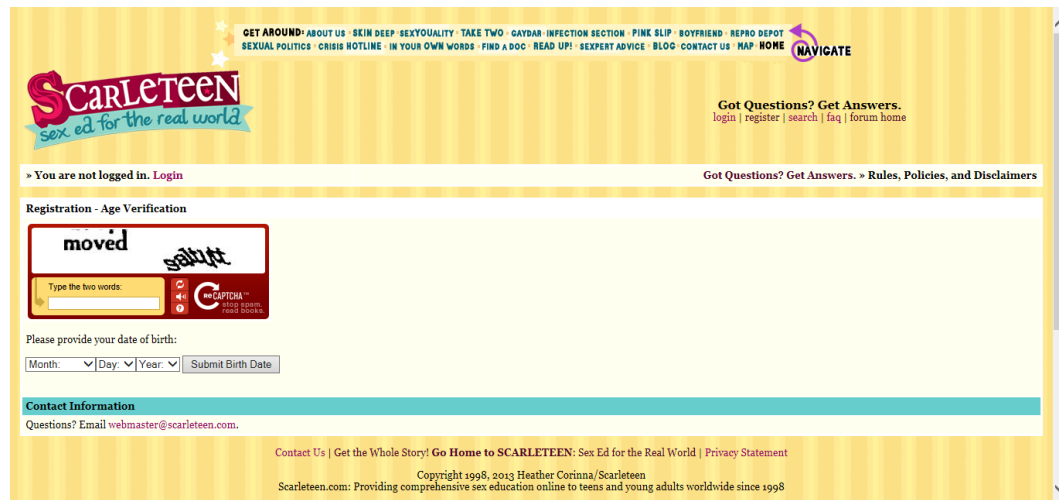 GET AROUND: ABOUT US · SKIN DEEP · SEXYOUALITY · TAKE TWO · GAYDAR · INFECTION SECTION · PINK SLIP · BOYFRIEND · REPRO DEPOT
SEXUAL POLITICS · CRISIS HOTLINE · IN YOUR OWN WORDS · FIND A DOC · READ UP! · SEXPERT ADVICE · BLOG · CONTACT US · MAP · HOME
NAVIGATE
SCARLETEEN
sex ed for the real world
Got Questions? Get Answers.
login | register | search | faq | forum home
» You are not logged in. Login
Got Questions? Get Answers. » Rules, Policies, and Disclaimers
Registration - Age Verification
moved
Type the two words:
reCAPTCHA™
stop spam.
read books.
Please provide your date of birth:
Month: Day: Year: Submit Birth Date
Contact Information
Questions? Email webmaster@scarleteen.com.
Contact Us | Get the Whole Story! Go Home to SCARLETEEN: Sex Ed for the Real World | Privacy Statement
Copyright 1998, 2013 Heather Corinna/Scarleteen
Scarleteen.com: Providing comprehensive sex education online to teens and young adults worldwide since 1998